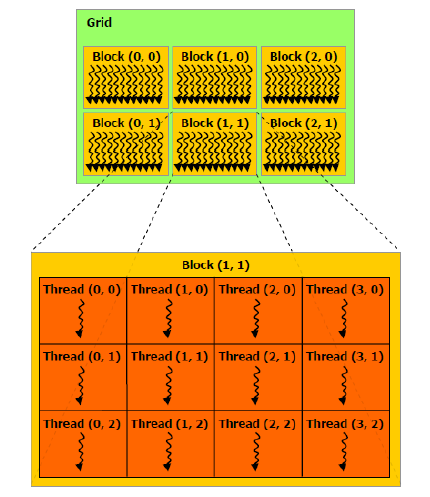 Grid
Block (0, 0) Block (1, 0) Block (2, 0)
Block (0, 1) Block (1, 1) Block (2, 1)
Block (1, 1)
Thread (0, 0) Thread (1, 0) Thread (2, 0) Thread (3, 0)
Thread (0, 1) Thread (1, 1) Thread (2, 1) Thread (3, 1)
Thread (0, 2) Thread (1, 2) Thread (2, 2) Thread (3, 2)